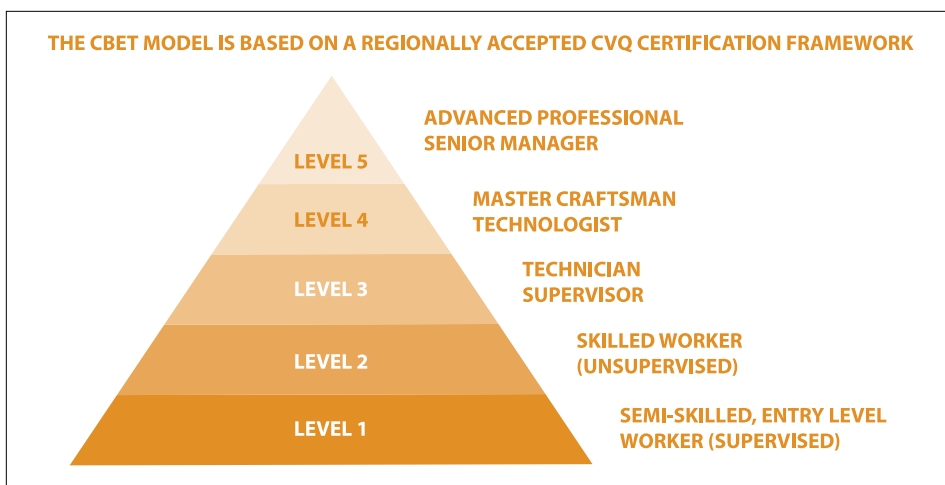 THE CBET MODEL IS BASED ON A REGIONALLY ACCEPTED CVQ CERTIFICATION FRAMEWORK
ADVANCED PROFESSIONAL
SENIOR MANAGER
LEVEL 5
MASTER CRAFTSMAN
TECHNOLOGIST
LEVEL 4
TECHNICIAN
SUPERVISOR
LEVEL 3
SKILLED WORKER
(UNSUPERVISED)
LEVEL 2
SEMI-SKILLED, ENTRY LEVEL
WORKER (SUPERVISED)
LEVEL 1